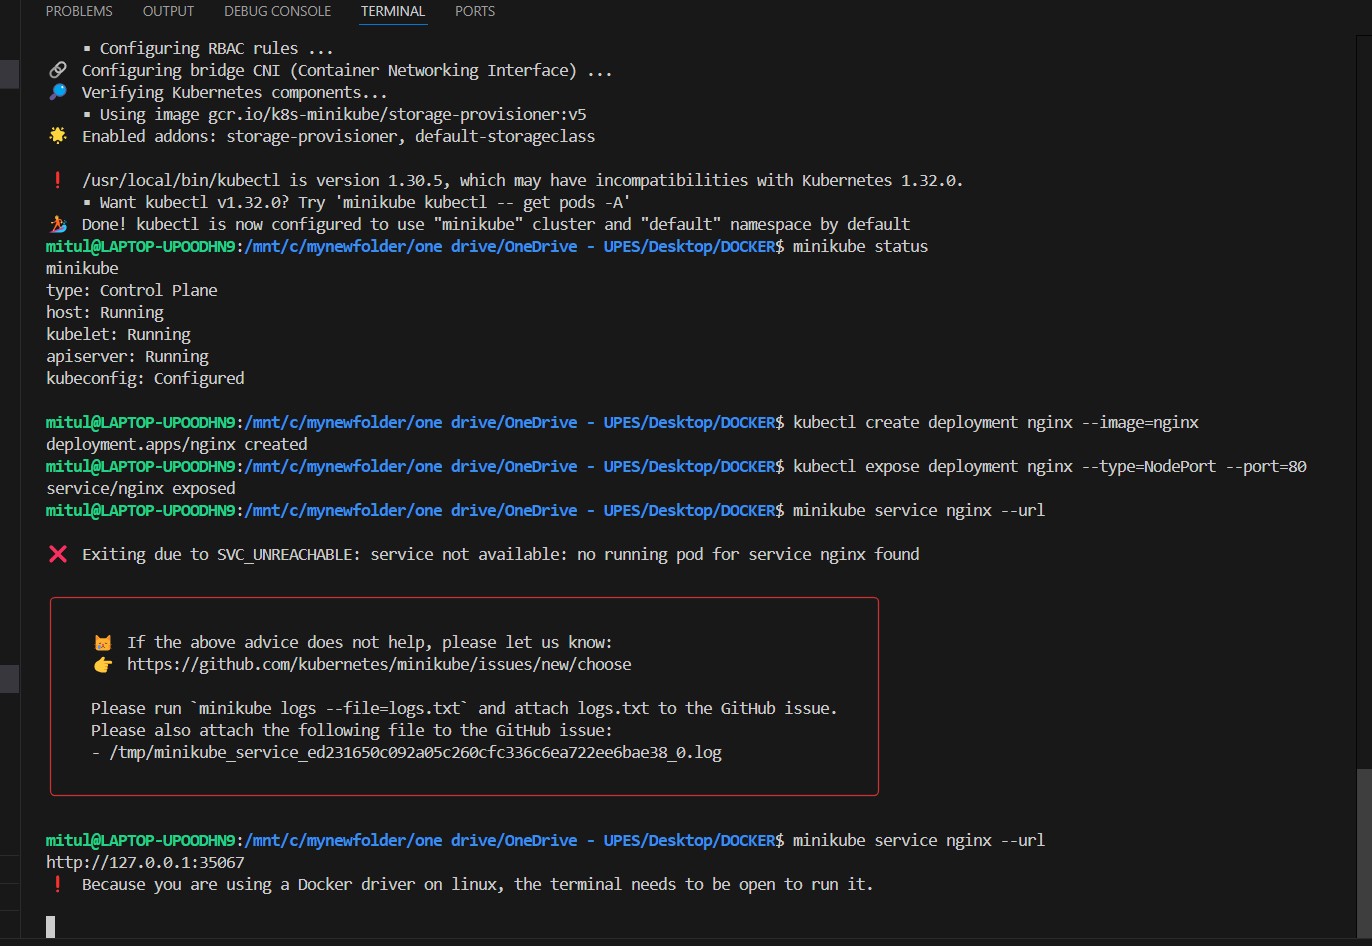 PROBLEMS OUTPUT DEBUG CONSOLE TERMINAL PORTS
▪ Configuring RBAC rules ...
🔗 Configuring bridge CNI (Container Networking Interface) ...
🔎 Verifying Kubernetes components...
▪ Using image gcr.io/k8s-minikube/storage-provisioner:v5
🌟 Enabled addons: storage-provisioner, default-storageclass
❗ /usr/local/bin/kubectl is version 1.30.5, which may have incompatibilities with Kubernetes 1.32.0.
▪ Want kubectl v1.32.0? Try 'minikube kubectl -- get pods -A'
🏄 Done! kubectl is now configured to use "minikube" cluster and "default" namespace by default
mitul@LAPTOP-UPOODHN9:/mnt/c/mynewfolder/one drive/OneDrive - UPES/Desktop/DOCKER$ minikube status
minikube
type: Control Plane
host: Running
kubelet: Running
apiserver: Running
kubeconfig: Configured
mitul@LAPTOP-UPOODHN9:/mnt/c/mynewfolder/one drive/OneDrive - UPES/Desktop/DOCKER$ kubectl create deployment nginx --image=nginx
deployment.apps/nginx created
mitul@LAPTOP-UPOODHN9:/mnt/c/mynewfolder/one drive/OneDrive - UPES/Desktop/DOCKER$ kubectl expose deployment nginx --type=NodePort --port=80
service/nginx exposed
mitul@LAPTOP-UPOODHN9:/mnt/c/mynewfolder/one drive/OneDrive - UPES/Desktop/DOCKER$ minikube service nginx --url
❌ Exiting due to SVC_UNREACHABLE: service not available: no running pod for service nginx found
😿 If the above advice does not help, please let us know:
👉 https://github.com/kubernetes/minikube/issues/new/choose
Please run `minikube logs --file=logs.txt` and attach logs.txt to the GitHub issue.
Please also attach the following file to the GitHub issue:
- /tmp/minikube_service_ed231650c092a05c260cfc336c6ea722ee6bae38_0.log
mitul@LAPTOP-UPOODHN9:/mnt/c/mynewfolder/one drive/OneDrive - UPES/Desktop/DOCKER$ minikube service nginx --url
http://127.0.0.1:35067
❗ Because you are using a Docker driver on linux, the terminal needs to be open to run it.